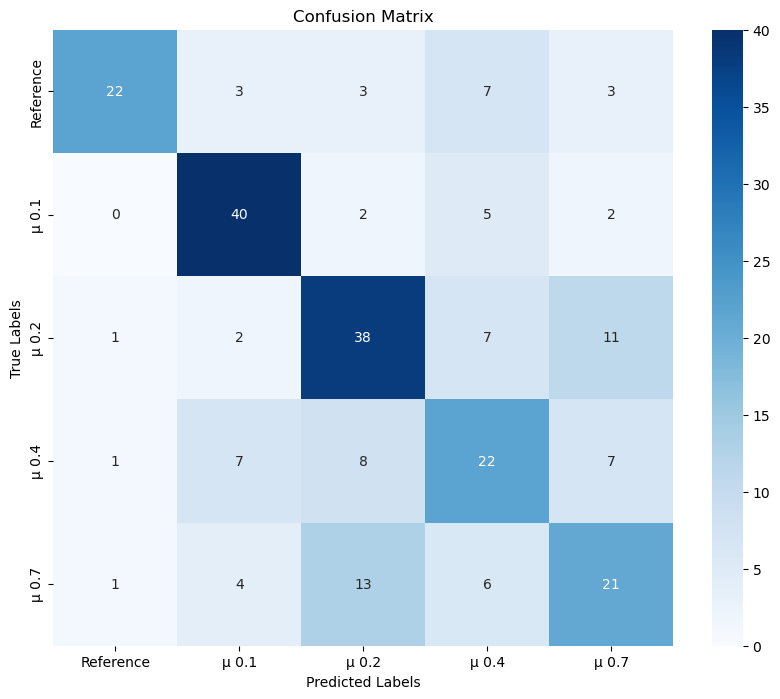 Confusion Matrix
Reference
22 3 3 7 3
μ 0.1
0 40 2 5 2
μ 0.2
1 2 38 7 11
μ 0.4
1 7 8 22 7
μ 0.7
1 4 13 6 21
True Labels
Reference μ 0.1 μ 0.2 μ 0.4 μ 0.7
Predicted Labels
40
35
30
25
20
15
10
5
0